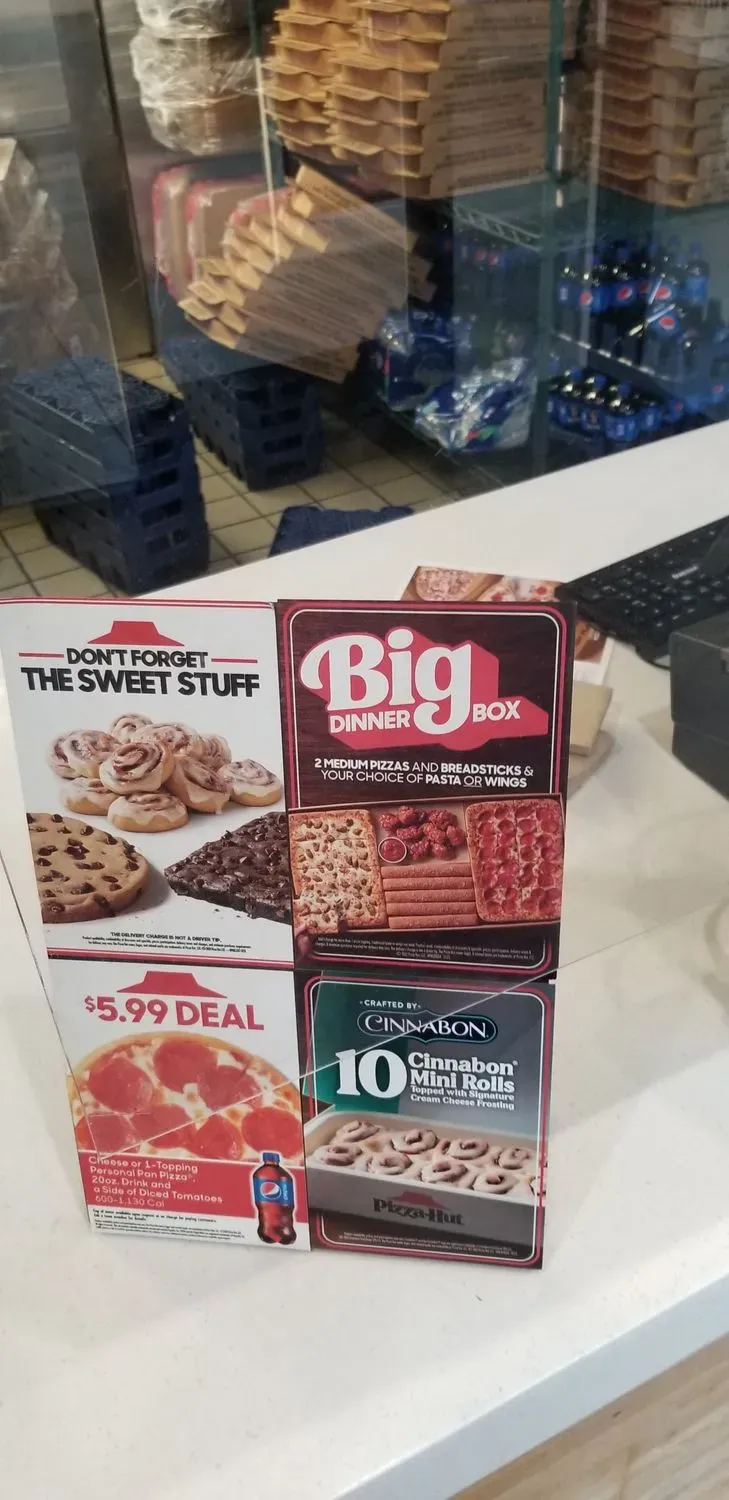 DON'T FORGET
THE SWEET STUFF
THE DELIVERY CHARGE IS NOT A DRIVER TIP.
Big
DINNER BOX
2 MEDIUM PIZZAS AND BREADSTICKS &
YOUR CHOICE OF PASTA OR WINGS
$5.99 DEAL
Cheese or 1-Topping
Personal Pan Pizza®,
20oz. Drink and
a Side of Diced Tomatoes
600-1,130 Cal
pepsi
CRAFTED BY
CINNABON
10 Cinnabon®
Mini Rolls
Topped with Signature
Cream Cheese Frosting
Pizza Hut